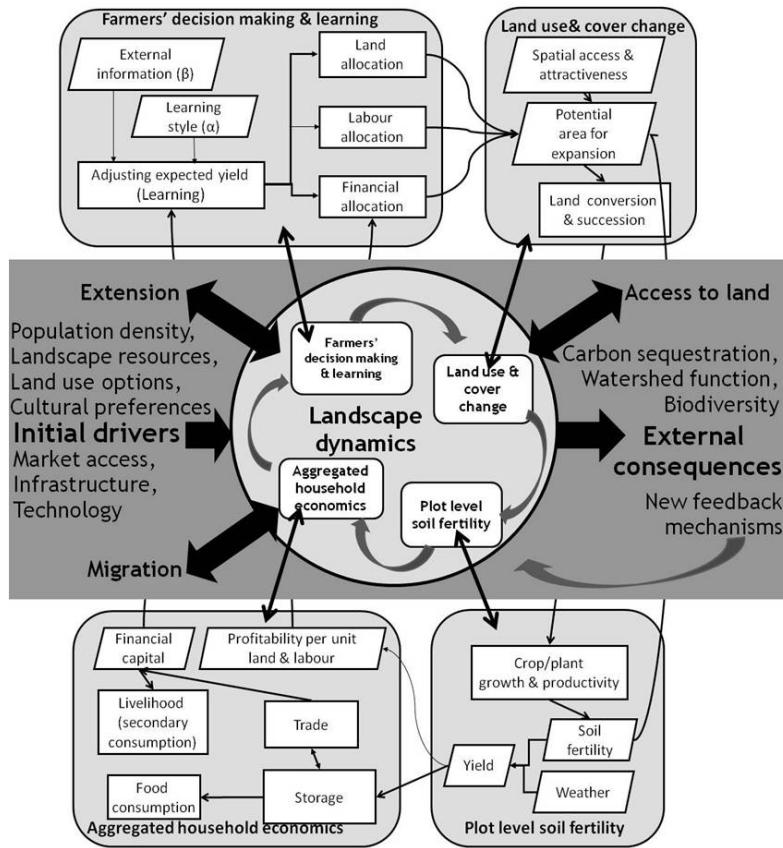 Farmers' decision making & learning
External
information (β)
Learning
style (α)
Adjusting expected yield
(Learning)
Land
allocation
Labour
allocation
Financial
allocation
Land use& cover change
Spatial access &
attractiveness
Potential
area for
expansion
Land conversion
& succession
Extension
Population density,
Landscape resources,
Land use options,
Cultural preferences
Initial drivers
Market access,
Infrastructure,
Technology
Migration
Farmers'
decision making
& learning
Land use &
cover
change
Landscape
dynamics
Aggregated
household
economics
Plot level
soil fertility
Access to land
Carbon sequestration,
Watershed function,
Biodiversity
External
consequences
New feedback
mechanisms
Financial
capital
Profitability per unit
land & labour
Livelihood
(secondary
consumption)
Trade
Food
consumption
Storage
Aggregated household economics
Crop/plant
growth & productivity
Soil
fertility
Yield
Weather
Plot level soil fertility